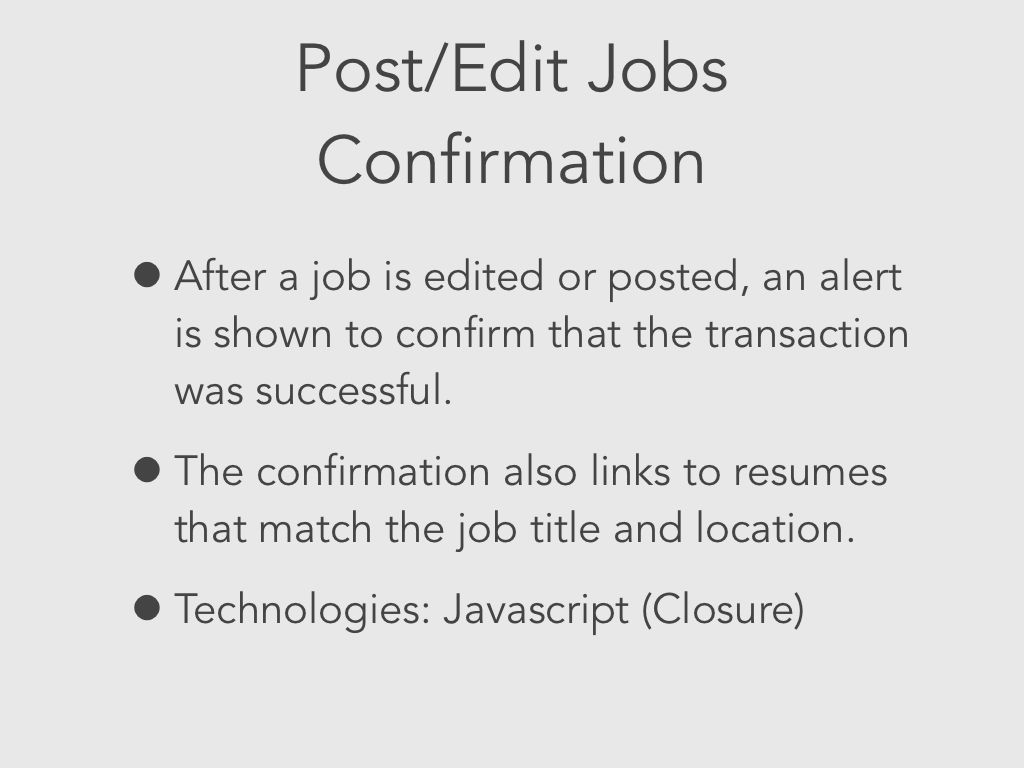 Post/Edit Jobs
Confirmation
● After a job is edited or posted, an alert
is shown to confirm that the transaction
was successful.
● The confirmation also links to resumes
that match the job title and location.
● Technologies: Javascript (Closure)